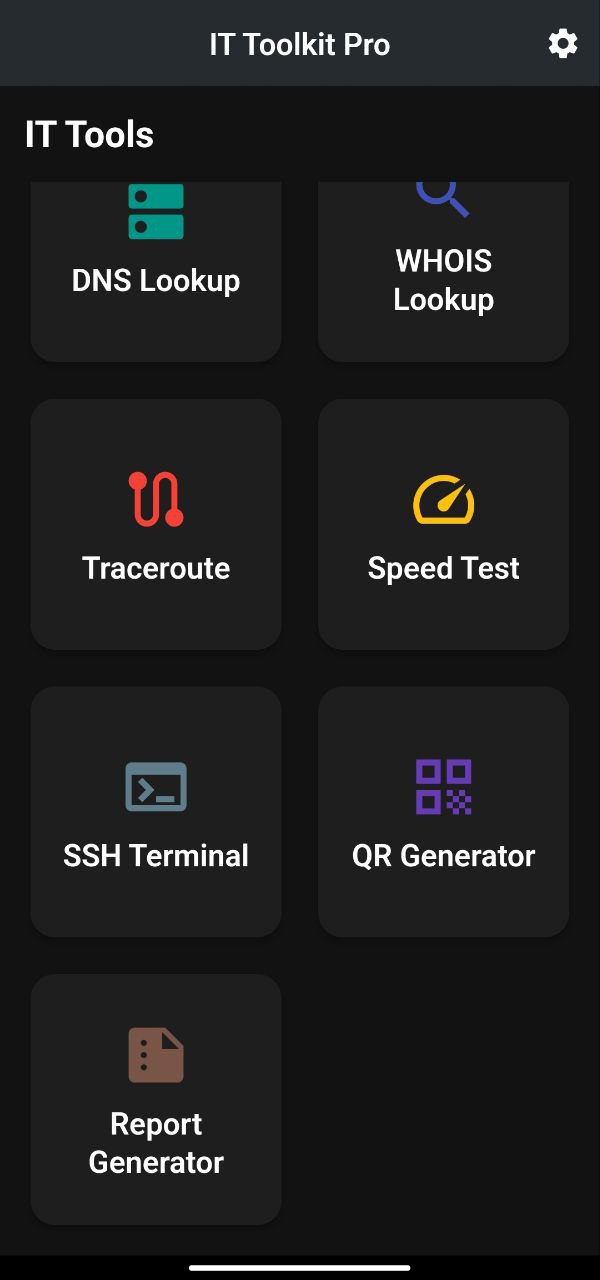 IT Toolkit Pro
IT Tools
DNS Lookup
WHOIS
Lookup
Traceroute
Speed Test
SSH Terminal
QR Generator
Report
Generator